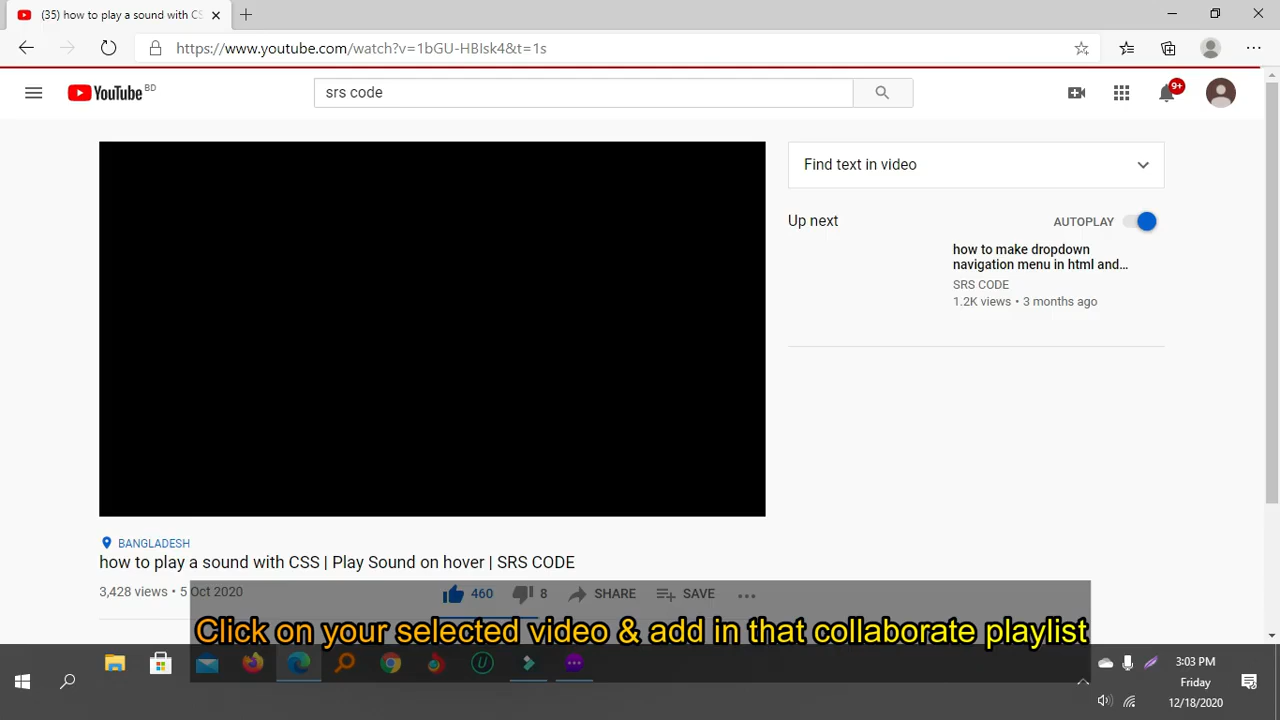 (35) how to play a sound with CS
https://www.youtube.com/watch?v=1bGU-HBIsk4&t=1s
YouTube BD
srs code
9+
Find text in video
Up next
AUTOPLAY
how to make dropdown
navigation menu in html and...
SRS CODE
1.2K views • 3 months ago
BANGLADESH
how to play a sound with CSS | Play Sound on hover | SRS CODE
3,428 views • 5 Oct 2020
460
8
SHARE
SAVE
Click on your selected video & add in that collaborate playlist
3:03 PM
Friday
12/18/2020